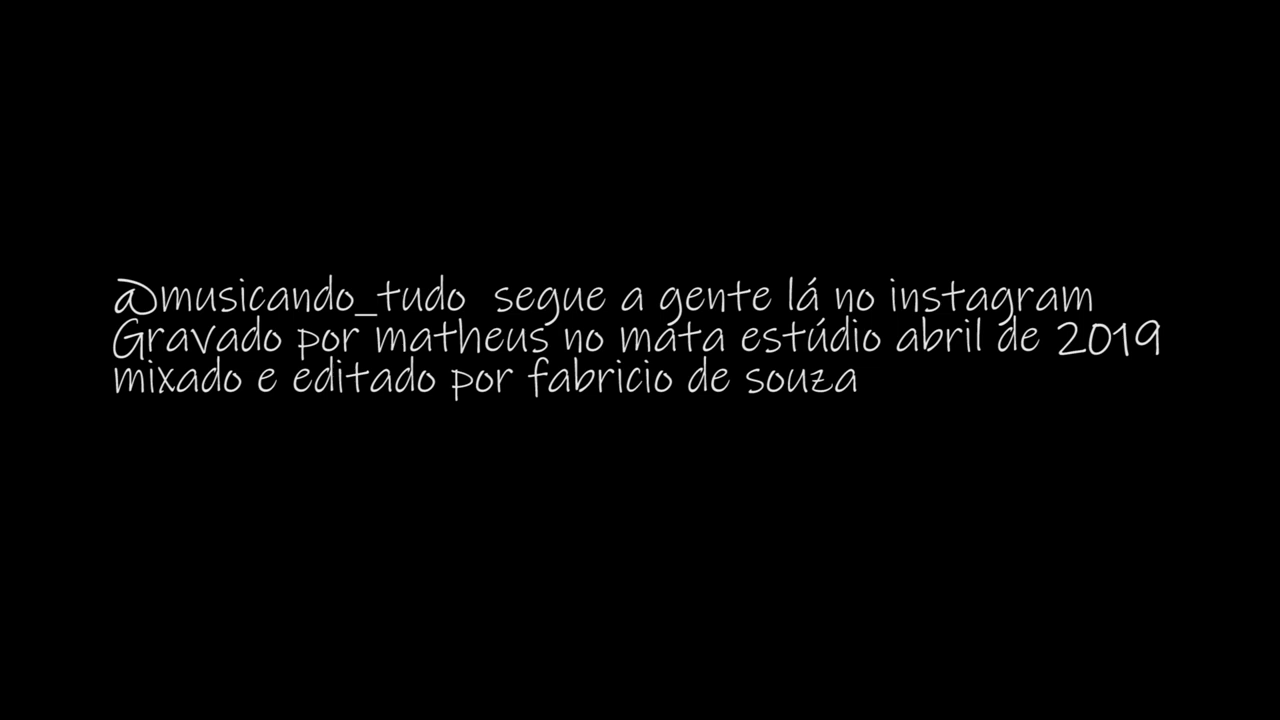 @musicando_tudo  segue a gente lá no instagram
Gravado por matheus no mata estúdio abril de 2019
mixado e editado por fabricio de souza